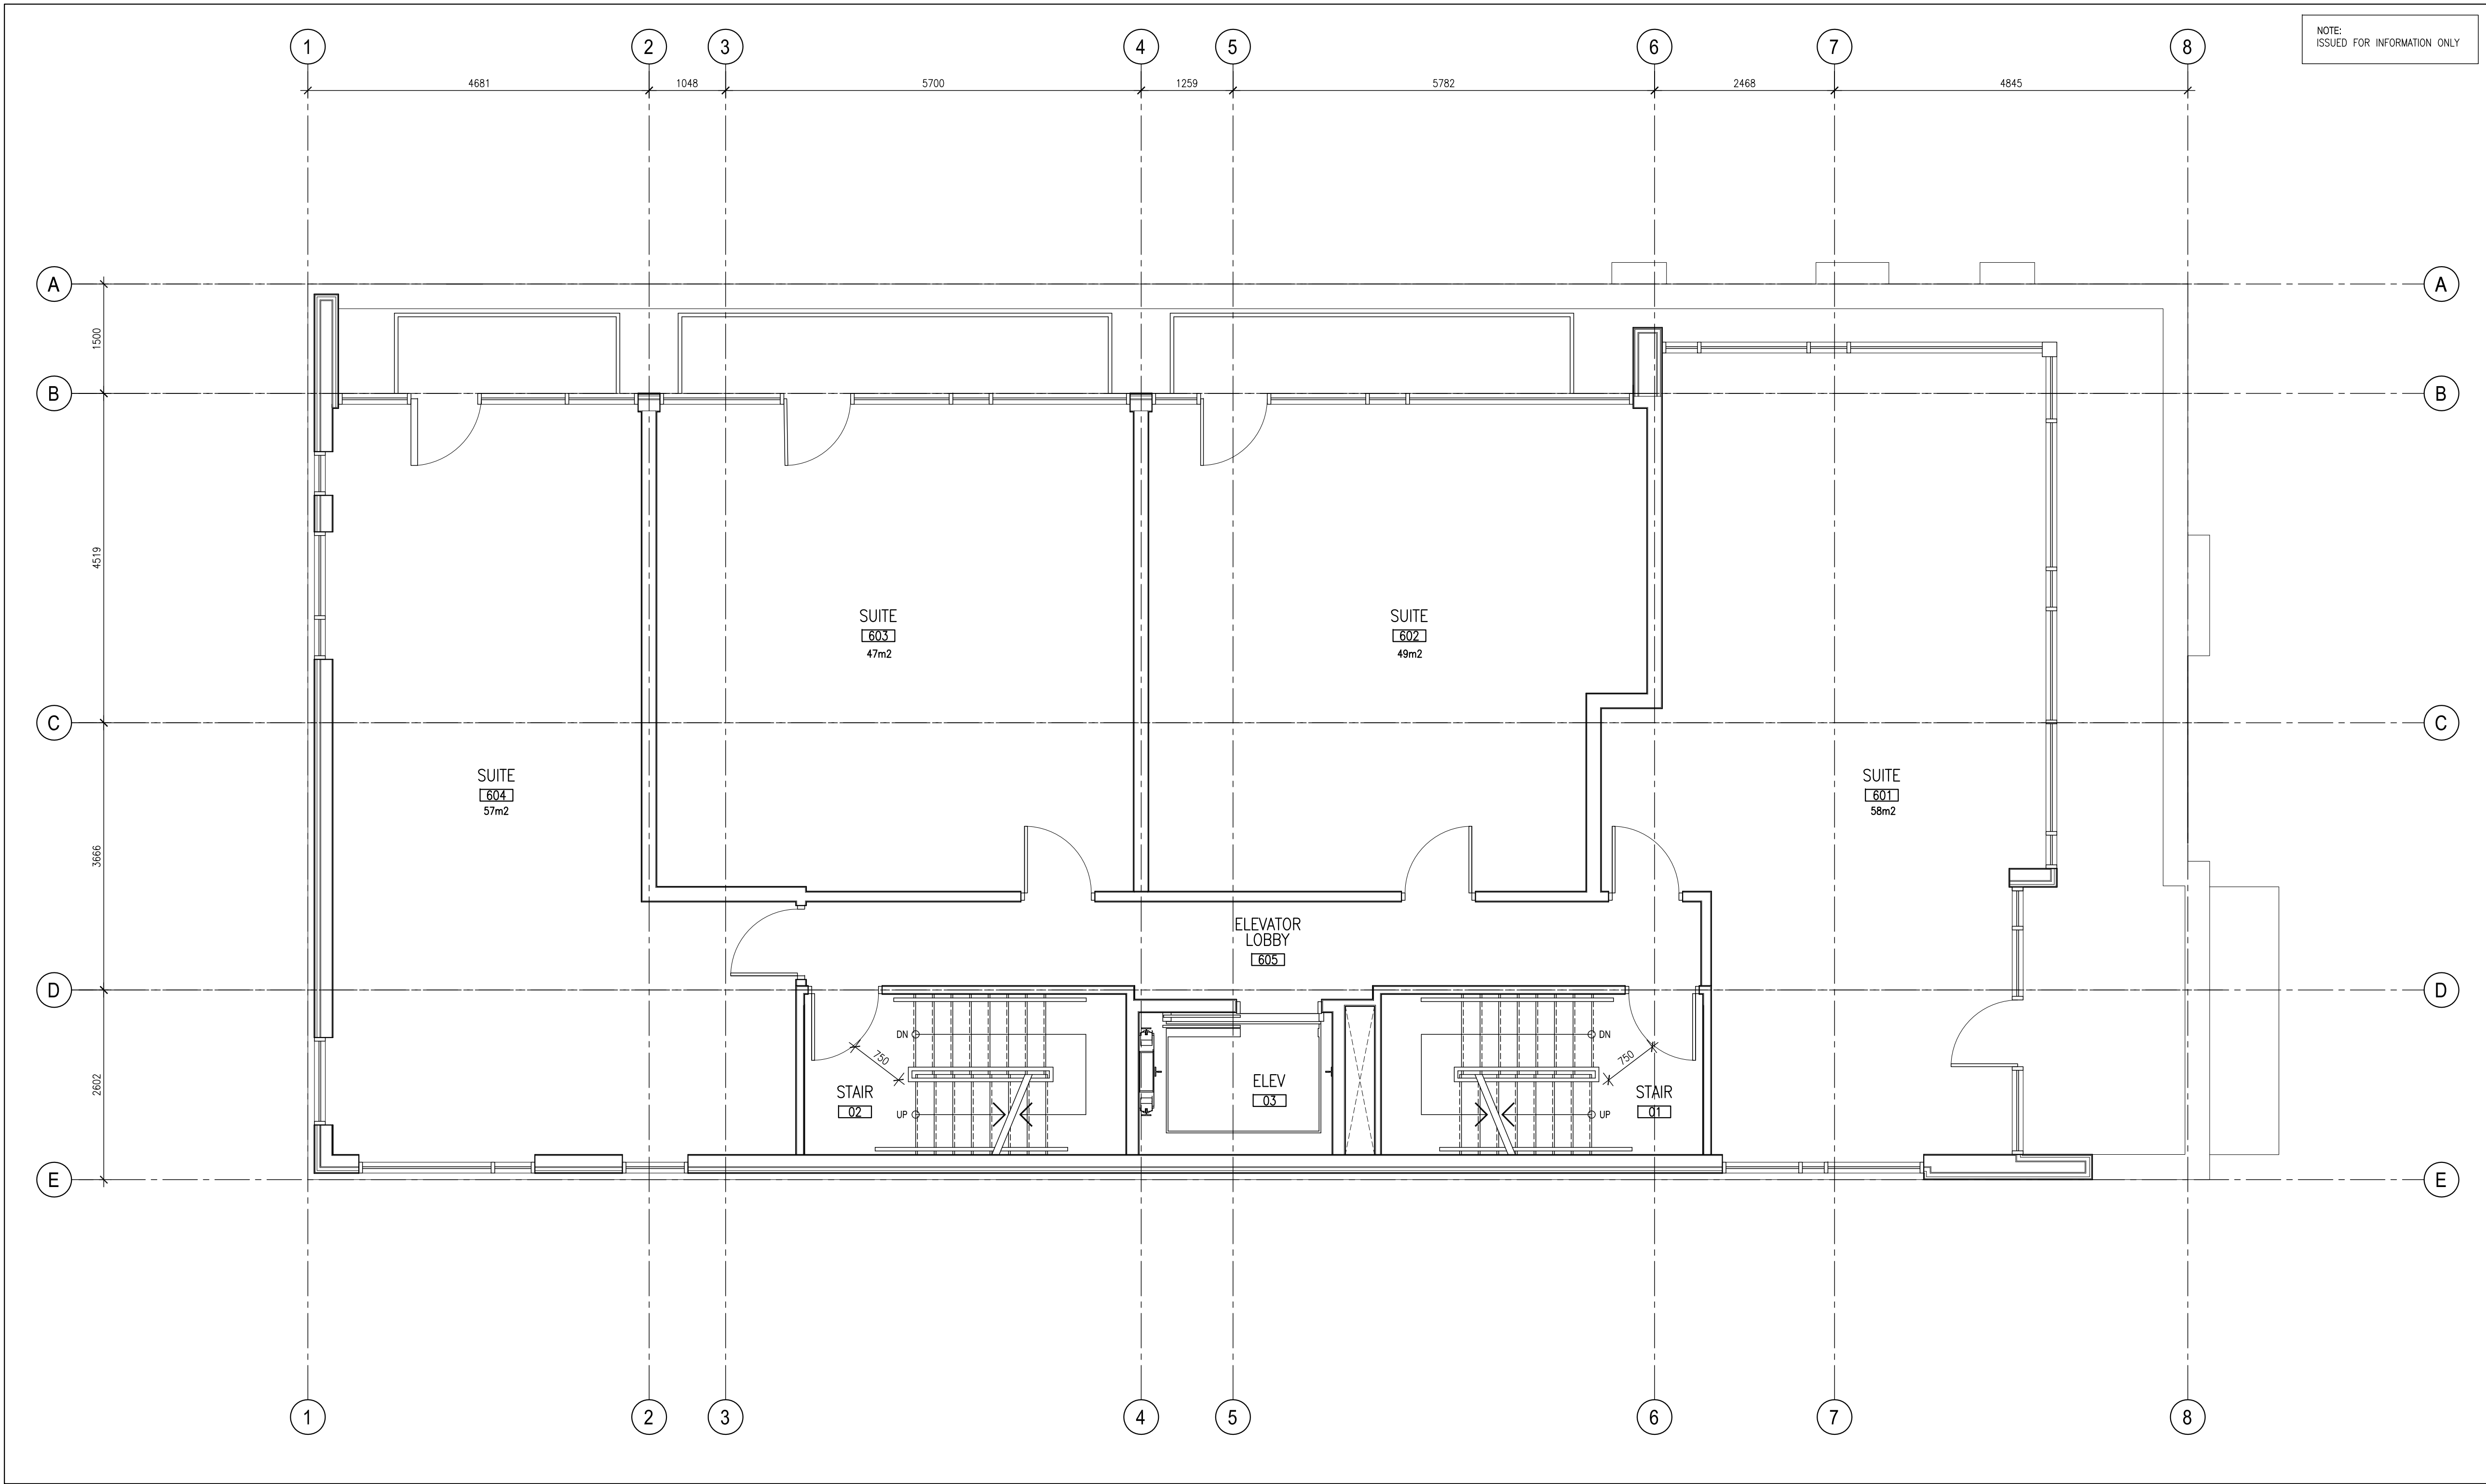 NOTE:
ISSUED FOR INFORMATION ONLY
1
2
3
4
5
6
7
8
4681
1048
5700
1259
5782
2468
4845
A
A
1500
B
B
4519
SUITE
603
47m2
SUITE
602
49m2
C
C
SUITE
604
57m2
SUITE
601
58m2
3666
ELEVATOR
LOBBY
605
D
D
DN
DN
750
750
2602
STAIR
02
ELEV
03
STAIR
01
UP
UP
E
E
1
2
3
4
5
6
7
8